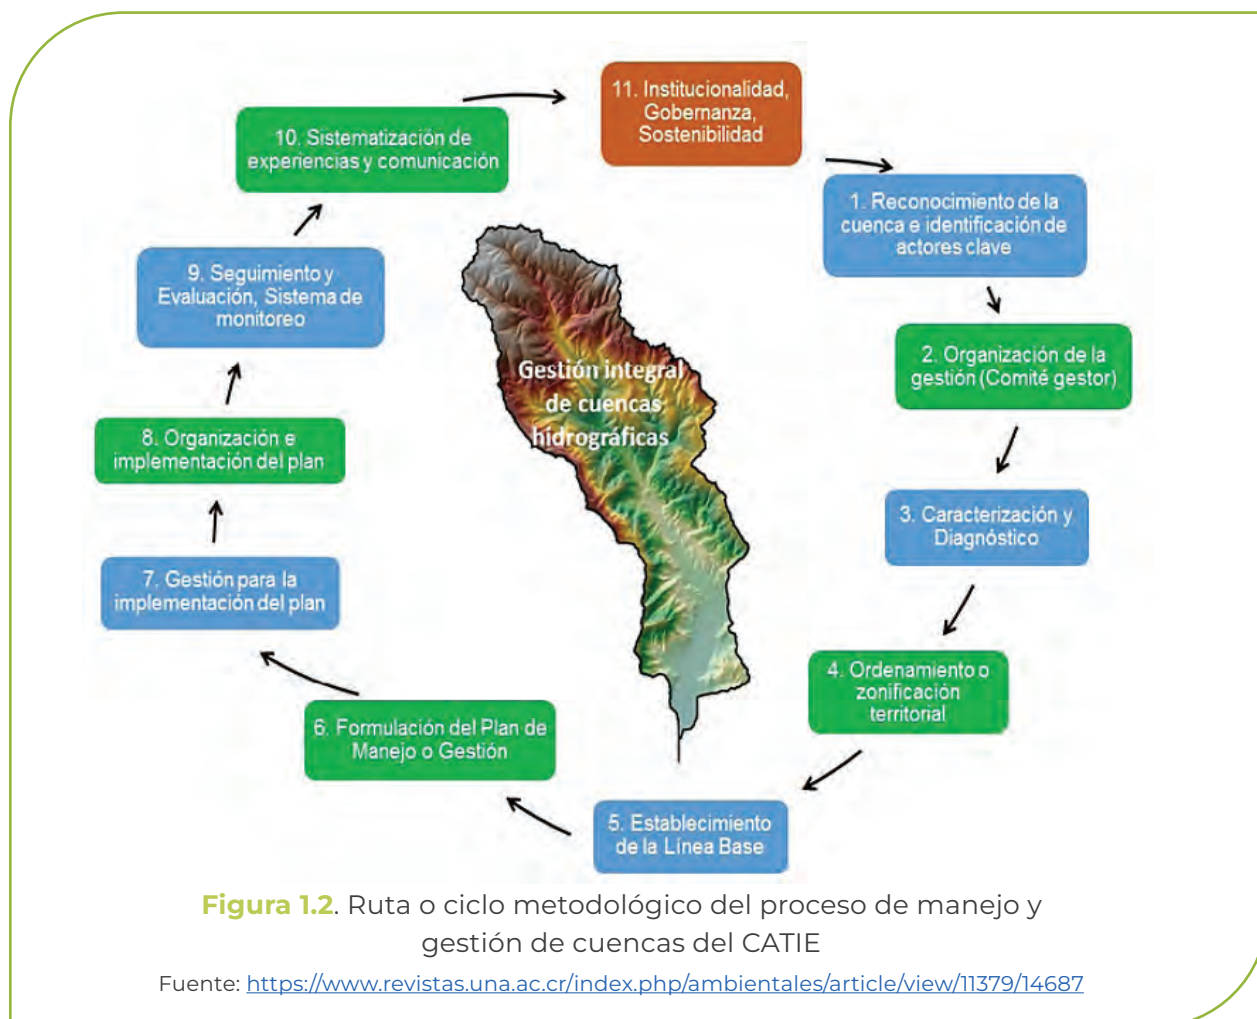 11. Institucionalidad,
Gobernanza,
Sostenibilidad
1. Reconocimiento de la
cuenca e identificación de
actores clave
2. Organización de la
gestión (Comité gestor)
3. Caracterización y
Diagnóstico
4. Ordenamiento o
zonificación
territorial
5. Establecimiento
de la Línea Base
6. Formulación del Plan de
Manejo o Gestión
7. Gestión para la
implementación del plan
8. Organización e
implementación del plan
9. Seguimiento y
Evaluación, Sistema de
monitoreo
10. Sistematización de
experiencias y comunicación
Gestión integral
de cuencas
hidrográficas
Figura 1.2. Ruta o ciclo metodológico del proceso de manejo y
gestión de cuencas del CATIE
Fuente: https://www.revistas.una.ac.cr/index.php/ambientales/article/view/11379/14687